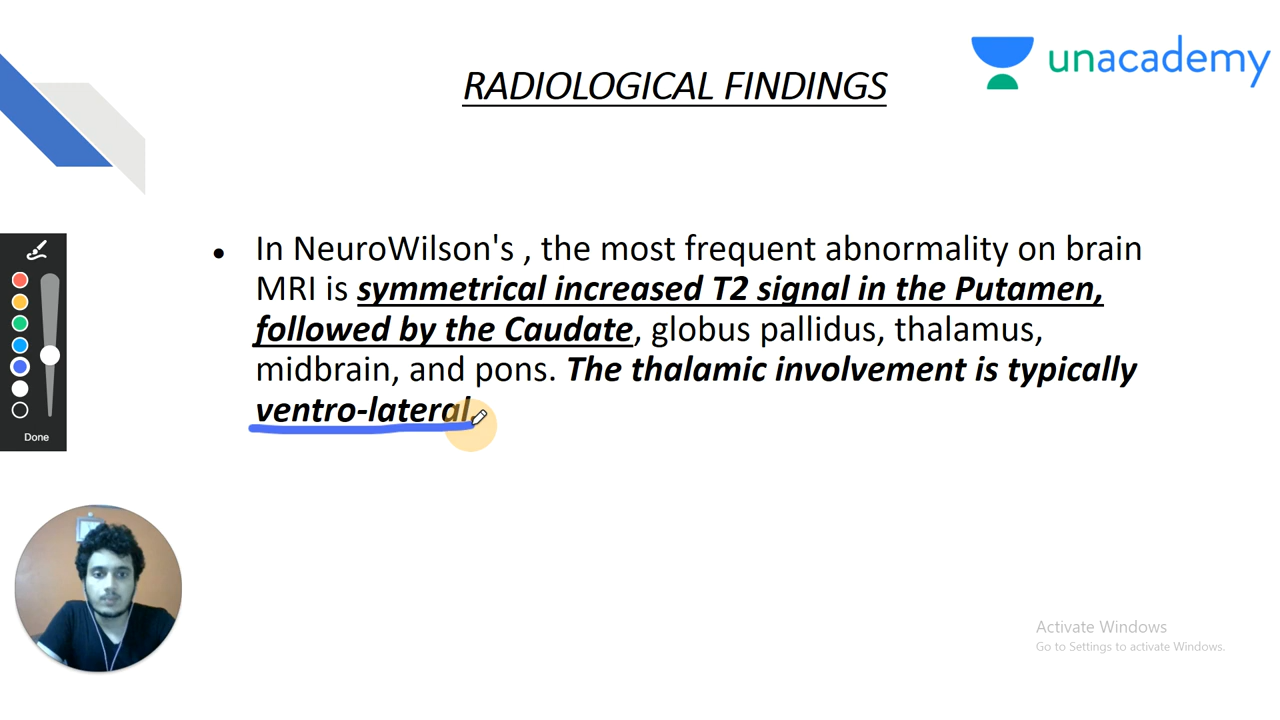 RADIOLOGICAL FINDINGS
unacademy
• In NeuroWilson's , the most frequent abnormality on brain
MRI is symmetrical increased T2 signal in the Putamen,
followed by the Caudate, globus pallidus, thalamus,
midbrain, and pons. The thalamic involvement is typically
ventro-lateral.
Done
Activate Windows
Go to Settings to activate Windows.